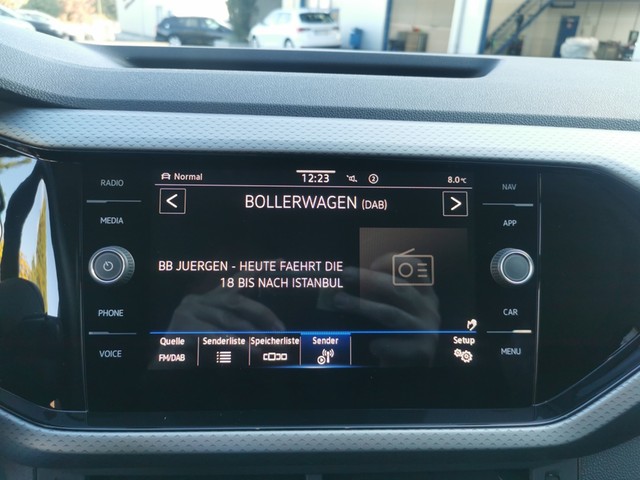 RADIO
MEDIA
PHONE
VOICE
Normal 12:23 2 8.0°C
< BOLLERWAGEN (DAB) >
BB JUERGEN - HEUTE FAEHRT DIE
18 BIS NACH ISTANBUL
Quelle Senderliste Speicherliste Sender Setup
FM/DAB
NAV
APP
CAR
MENU